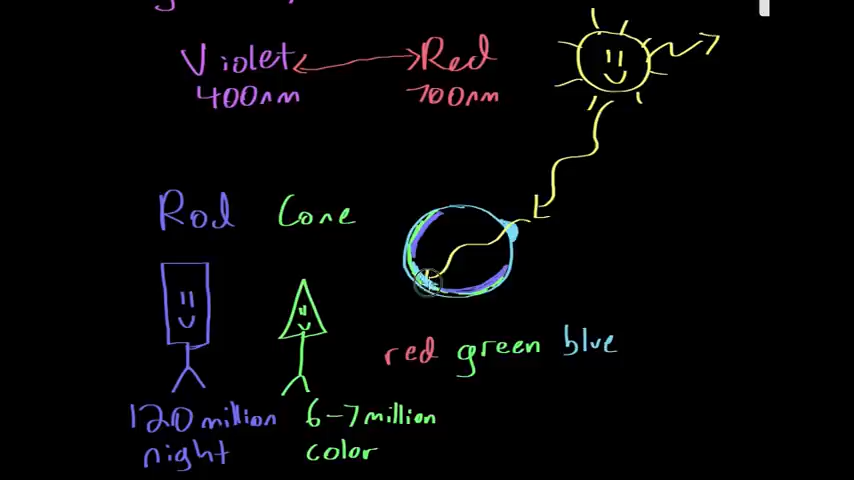 Violet Red
400nm 700nm
Rod Cone
red green blue
120 million 6-7 million
night color